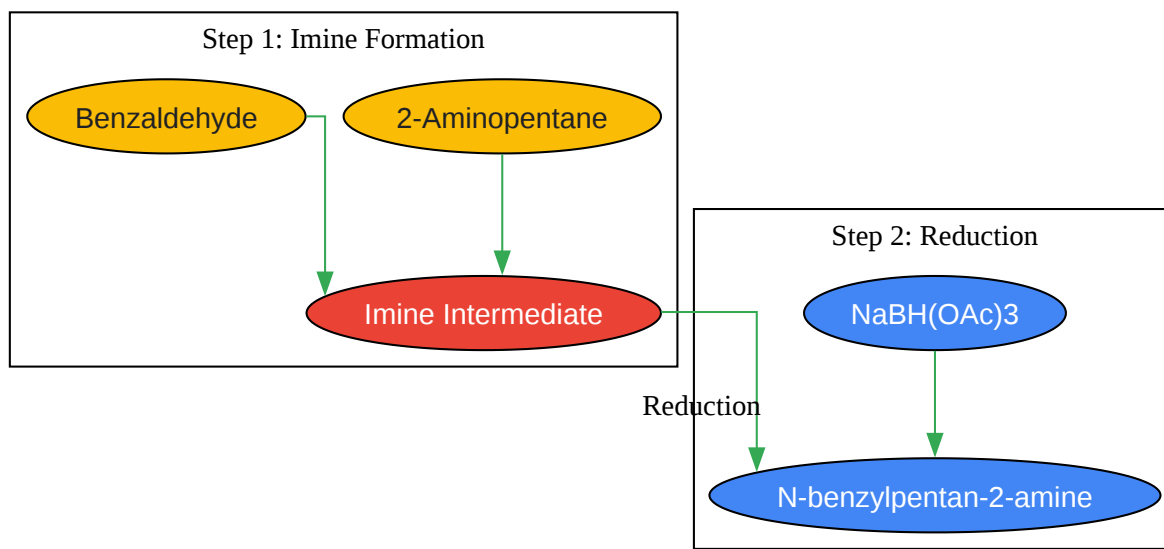 Step 1: Imine Formation
Benzaldehyde
2-Aminopentane
Imine Intermediate
Step 2: Reduction
NaBH(OAc)3
Reduction
N-benzylpentan-2-amine